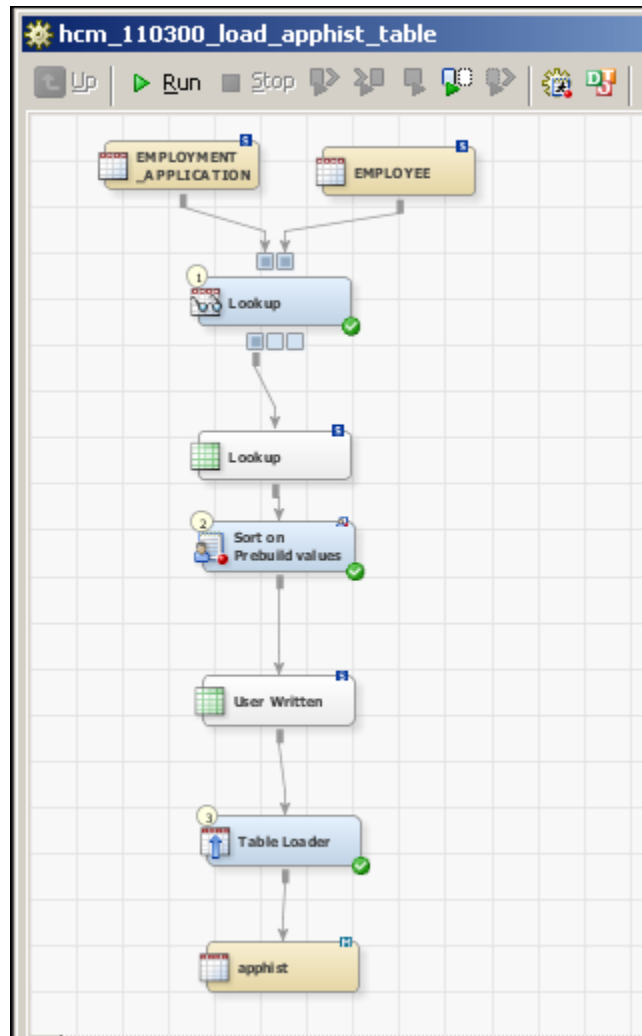 hcm_110300_load_apphist_table
Up Run Stop
EMPLOYMENT
_APPLICATION
EMPLOYEE
1
Lookup
Lookup
2
Sort on
Prebuild values
User Written
3
Table Loader
apphist